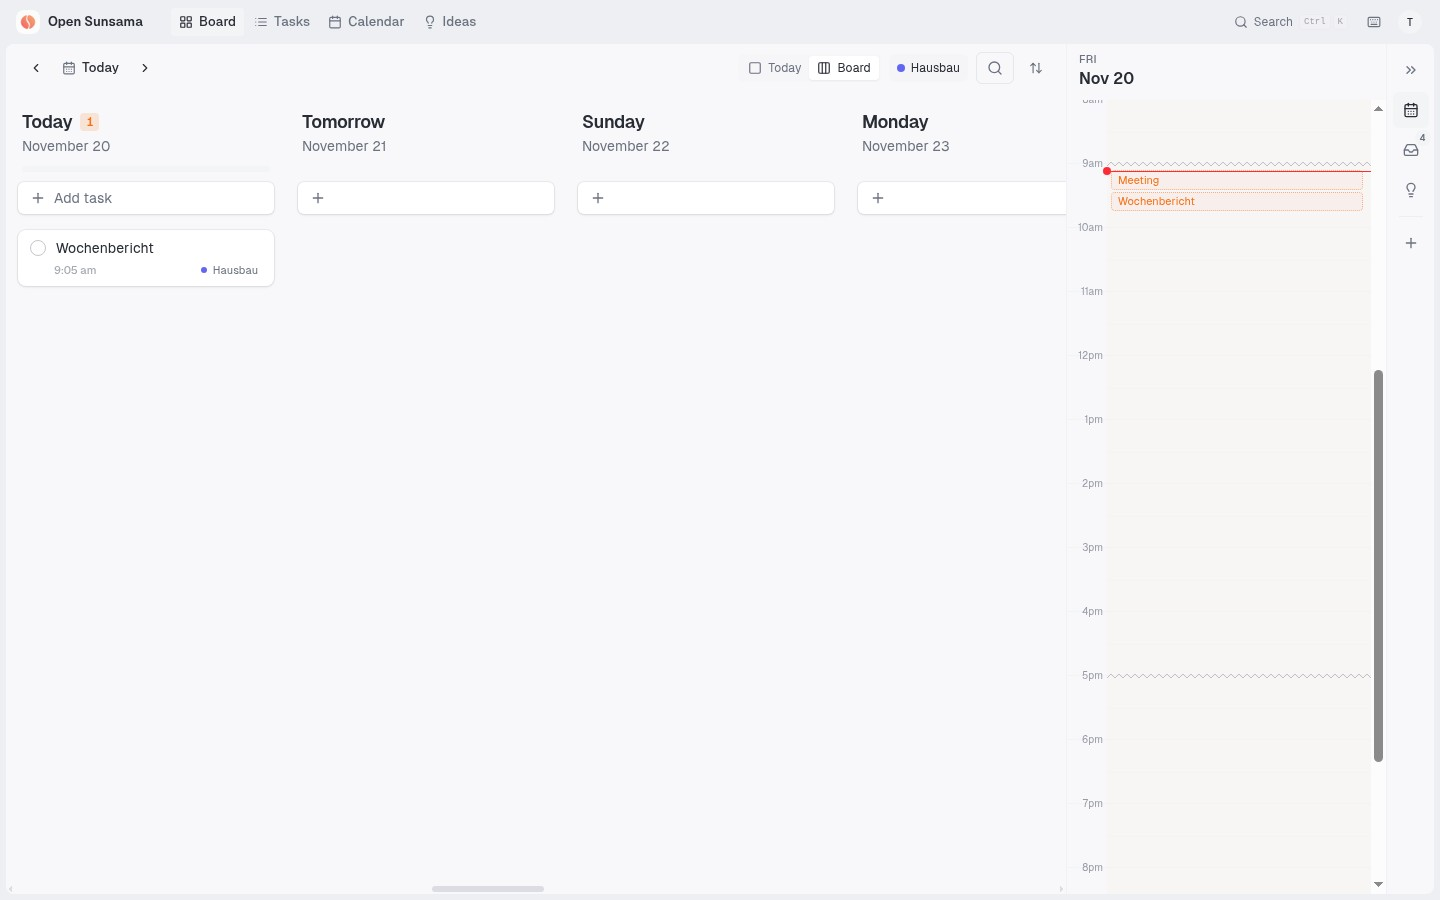 Open Sunsama
Board
Tasks
Calendar
Ideas
Search Ctrl K
T
Today
Today
Board
Hausbau
Today 1
November 20
Add task
Wochenbericht
9:05 am
Hausbau
Tomorrow
November 21
Sunday
November 22
Monday
November 23
FRI
Nov 20
9am
Meeting
Wochenbericht
10am
11am
12pm
1pm
2pm
3pm
4pm
5pm
6pm
7pm
8pm
4